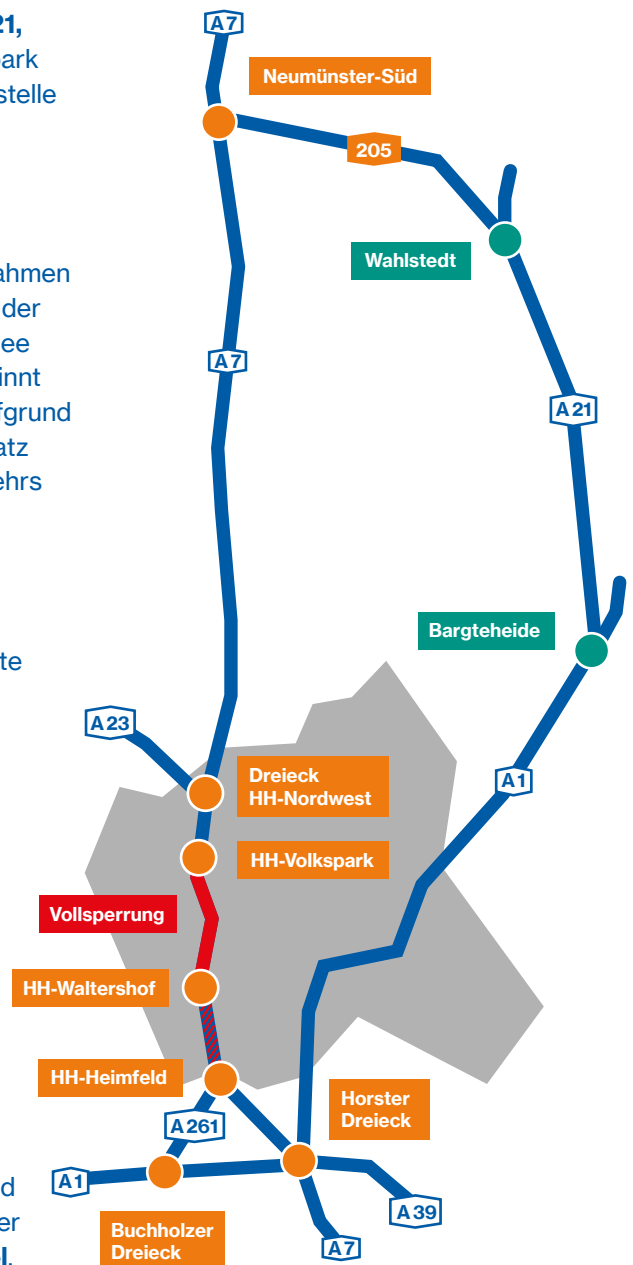 21,
ark
stelle
ahmen
der
ee
innt
fgrund
atz
ehrs
te
d
er
l.
A7
Neumünster-Süd
205
Wahlstedt
A7
A21
Bargteheide
A23
A1
Dreieck
HH-Nordwest
HH-Volkspark
Vollsperrung
HH-Waltershof
HH-Heimfeld
Horster
Dreieck
A261
A1
A39
Buchholzer
Dreieck
A7